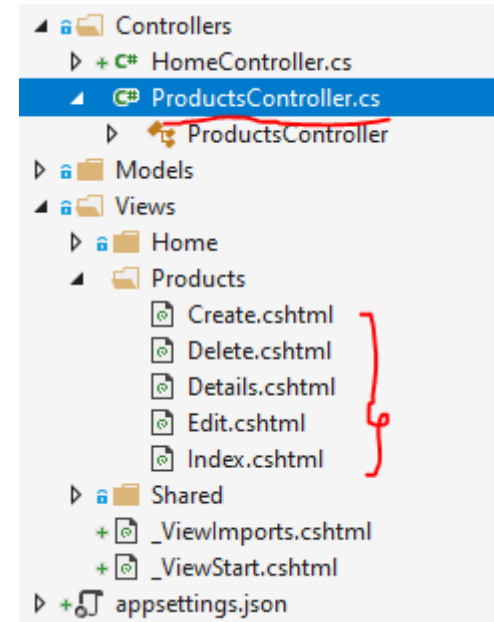 Controllers
+ C# HomeController.cs
C# ProductsController.cs
ProductsController
Models
Views
Home
Products
Create.cshtml
Delete.cshtml
Details.cshtml
Edit.cshtml
Index.cshtml
Shared
+ _ViewImports.cshtml
+ _ViewStart.cshtml
+ appsettings.json